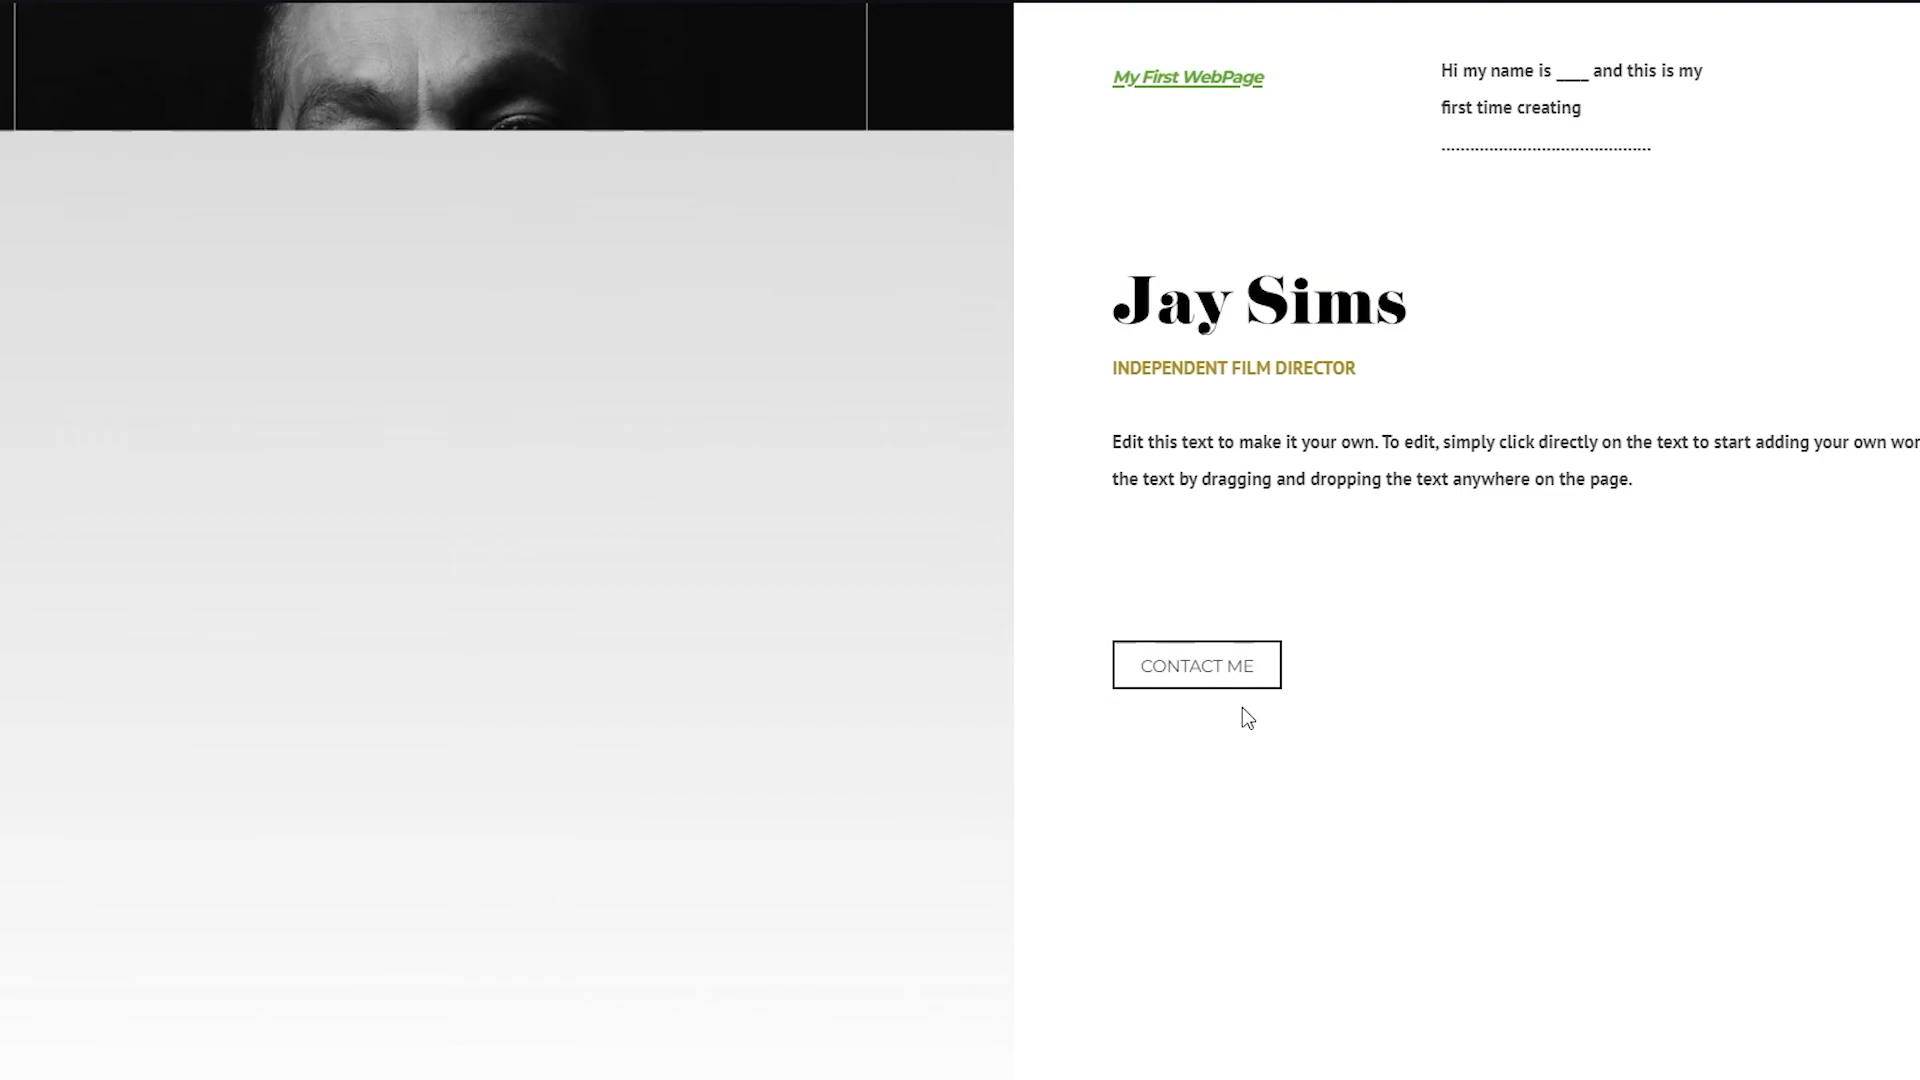 My First WebPage
Hi my name is ____ and this is my
first time creating
............................................
Jay Sims
INDEPENDENT FILM DIRECTOR
Edit this text to make it your own. To edit, simply click directly on the text to start adding your own
the text by dragging and dropping the text anywhere on the page.
CONTACT ME